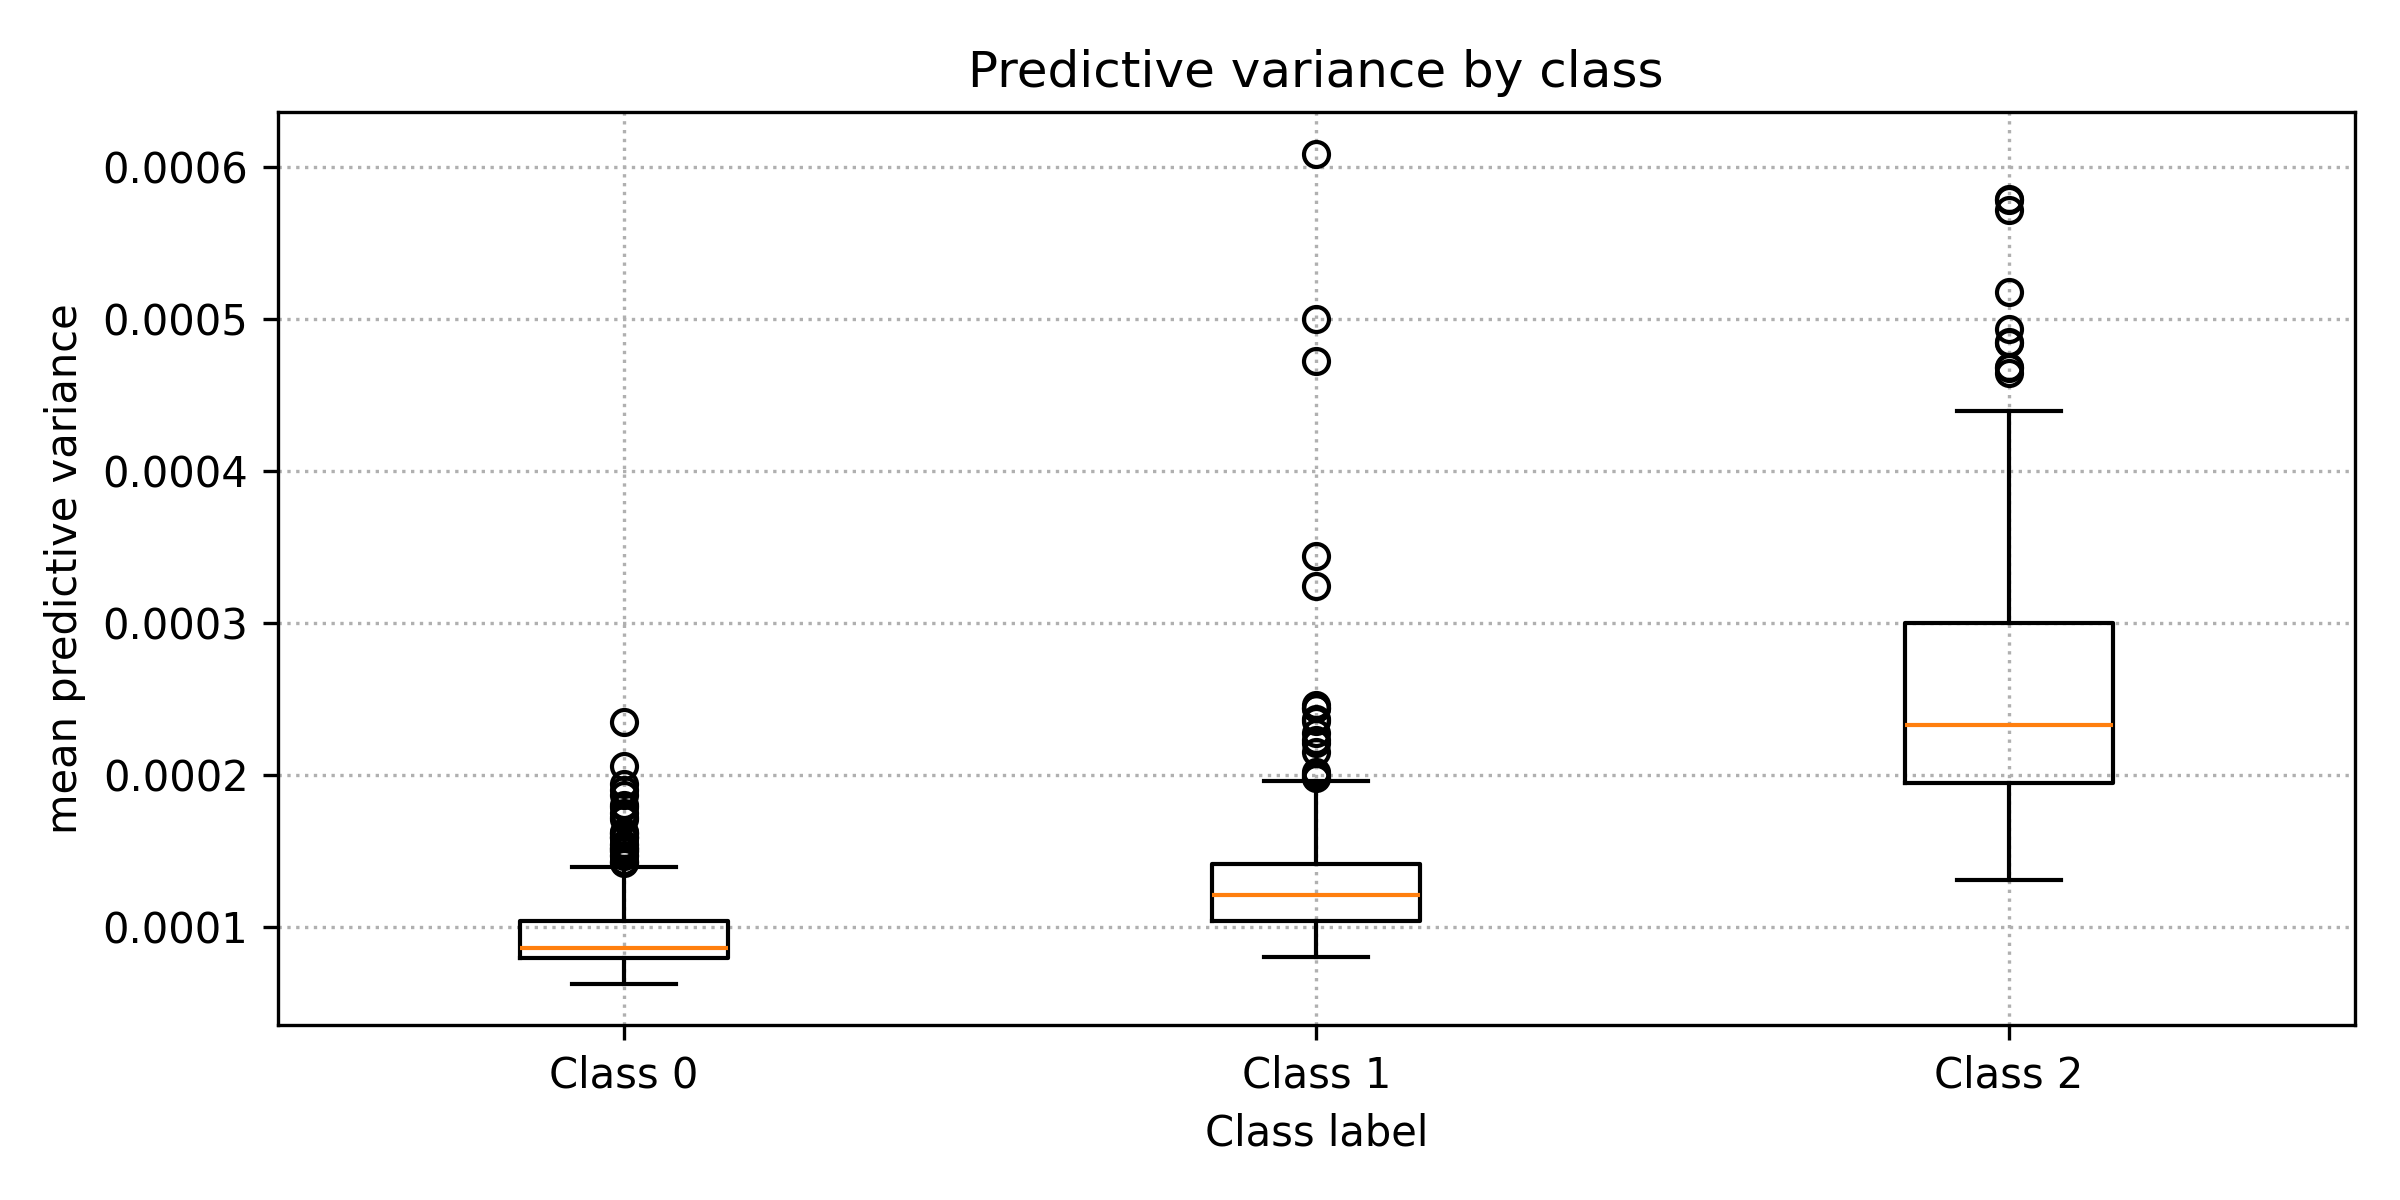 Predictive variance by class
mean predictive variance
0.0006
0.0005
0.0004
0.0003
0.0002
0.0001
Class 0 Class 1 Class 2
Class label